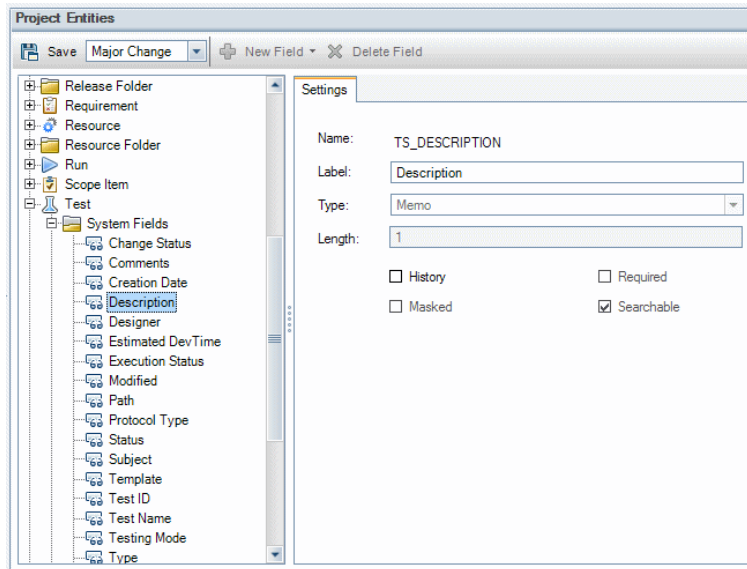 Project Entities
Save Major Change New Field Delete Field
Release Folder
Requirement
Resource
Resource Folder
Run
Scope Item
Test
System Fields
Change Status
Comments
Creation Date
Description
Designer
Estimated DevTime
Execution Status
Modified
Path
Protocol Type
Status
Subject
Template
Test ID
Test Name
Testing Mode
Type
Settings
Name: TS_DESCRIPTION
Label: Description
Type: Memo
Length: 1
History Required
Masked Searchable